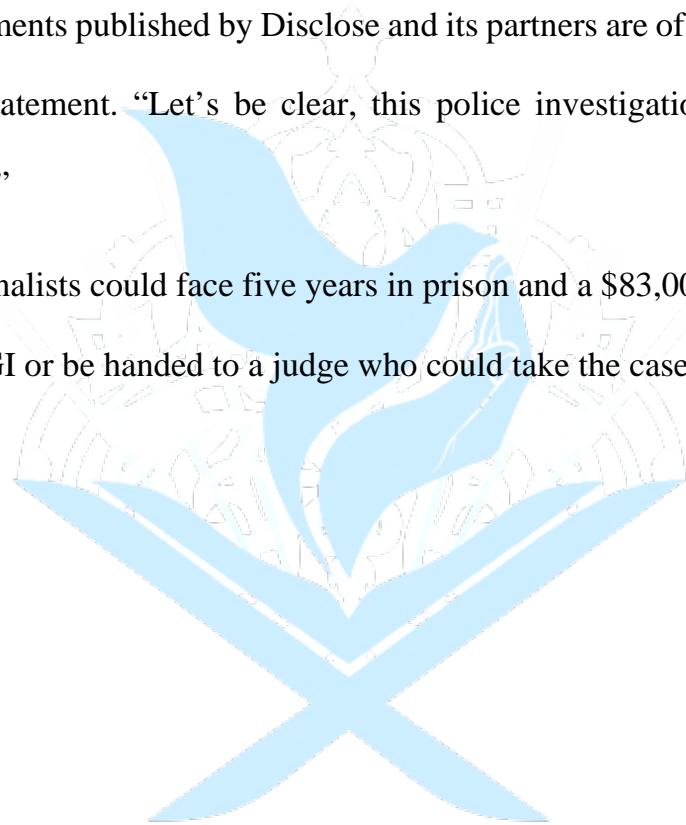 ments published by Disclose and its partners are of
atement. “Let’s be clear, this police investigatio
”
nalists could face five years in prison and a $83,00
GI or be handed to a judge who could take the case